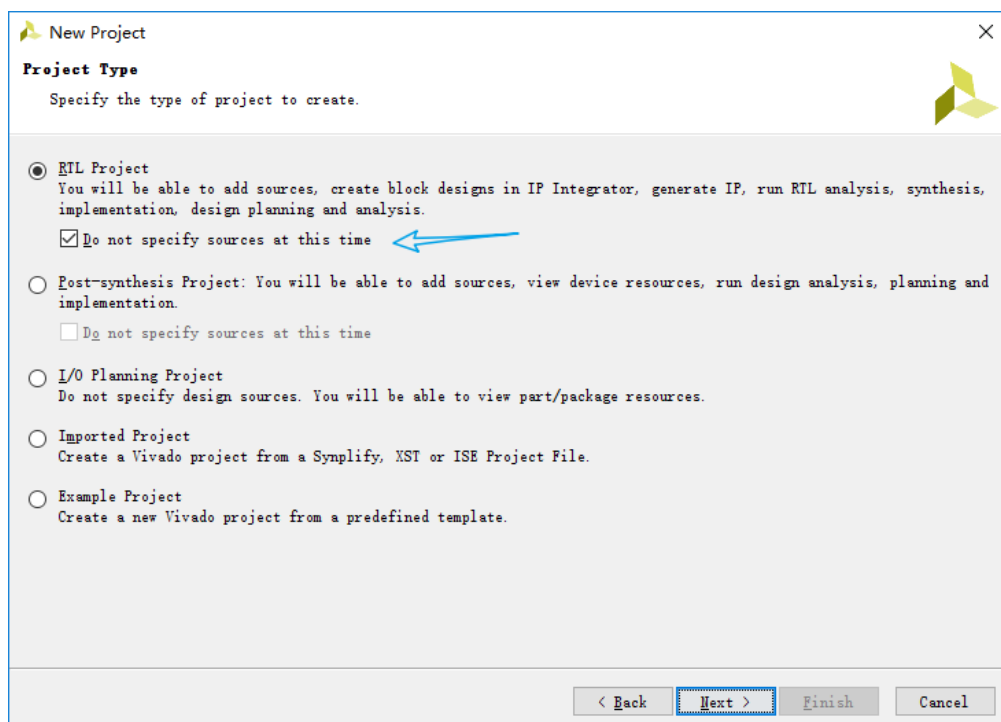 New Project
Project Type
Specify the type of project to create.
RTL Project
You will be able to add sources, create block designs in IP Integrator, generate IP, run RTL analysis, synthesis,
implementation, design planning and analysis.
Do not specify sources at this time
Post-synthesis Project: You will be able to add sources, view device resources, run design analysis, planning and
implementation.
Do not specify sources at this time
I/O Planning Project
Do not specify design sources. You will be able to view part/package resources.
Imported Project
Create a Vivado project from a Synplify, XST or ISE Project File.
Example Project
Create a new Vivado project from a predefined template.
< Back Next > Finish Cancel